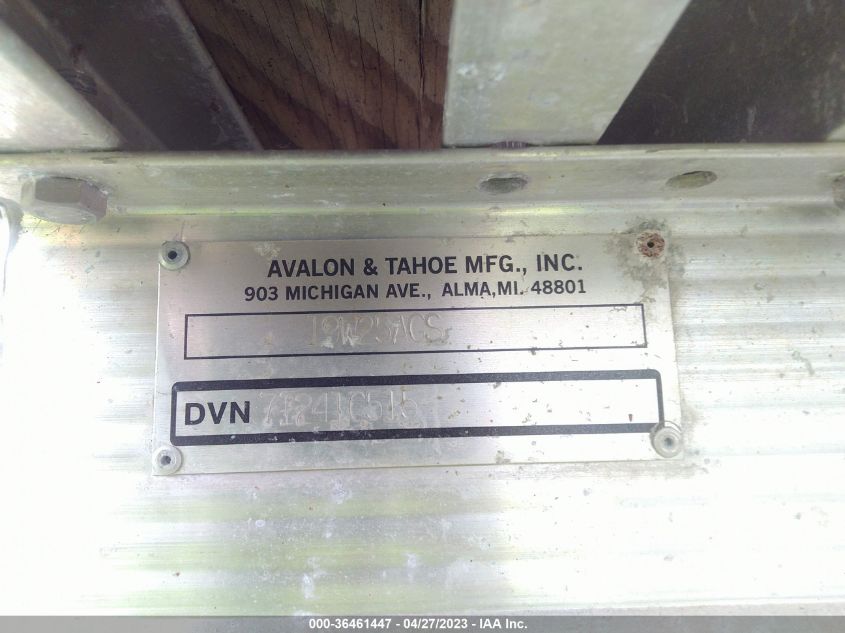 AVALON & TAHOE MFG., INC.
903 MICHIGAN AVE., ALMA, MI. 48801
DVN
000-36461447 - 04/27/2023 - IAA Inc.